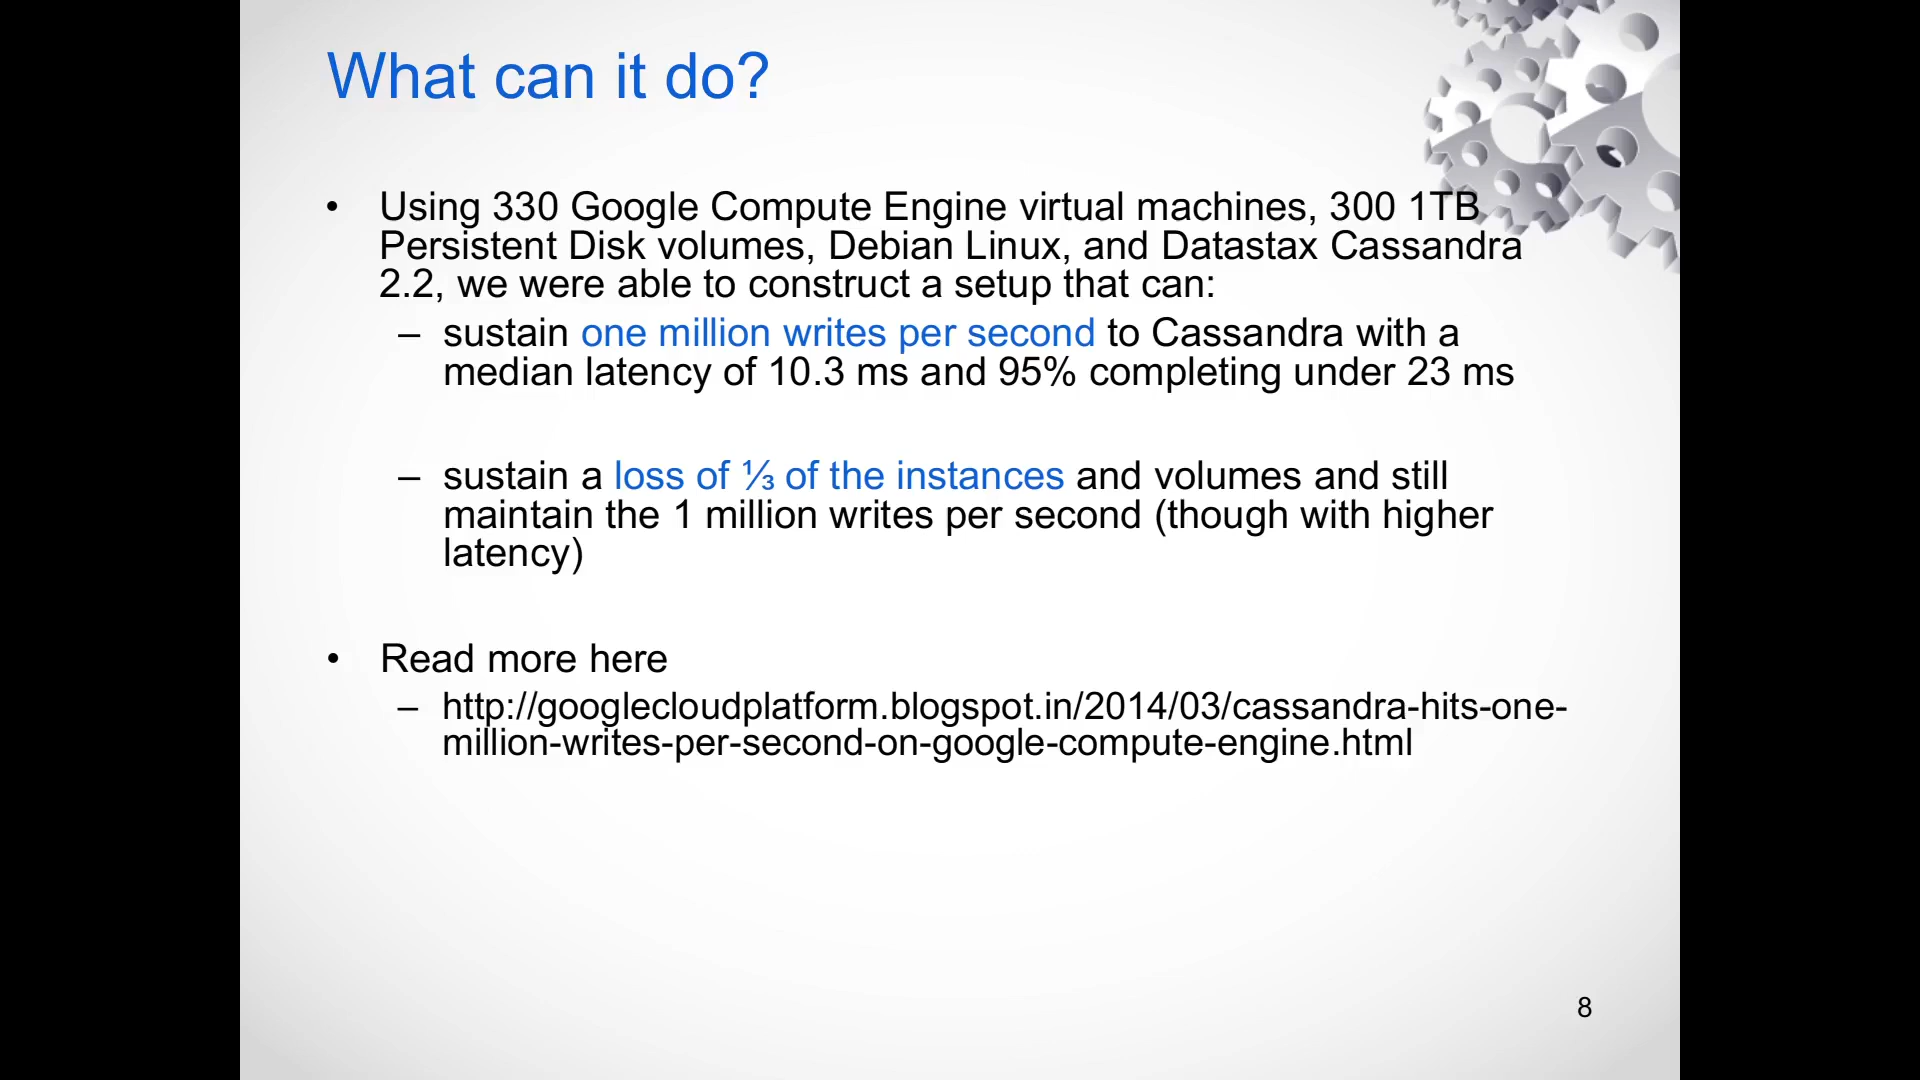 What can it do?
• Using 330 Google Compute Engine virtual machines, 300 1TB
Persistent Disk volumes, Debian Linux, and Datastax Cassandra
2.2, we were able to construct a setup that can:
– sustain one million writes per second to Cassandra with a
median latency of 10.3 ms and 95% completing under 23 ms
– sustain a loss of ⅓ of the instances and volumes and still
maintain the 1 million writes per second (though with higher
latency)
• Read more here
– http://googlecloudplatform.blogspot.in/2014/03/cassandra-hits-one-
million-writes-per-second-on-google-compute-engine.html
8